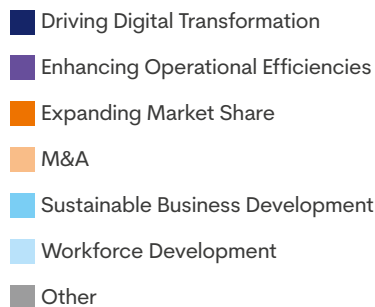 Driving Digital Transformation
Enhancing Operational Efficiencies
Expanding Market Share
M&A
Sustainable Business Development
Workforce Development
Other